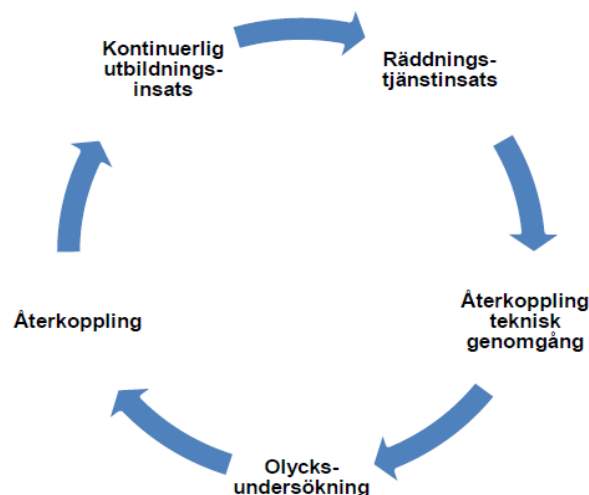 Kontinuerlig
utbildnings-
insats
Räddnings-
tjänstinsats
Återkoppling
teknisk
genomgång
Olycks-
undersökning
Återkoppling